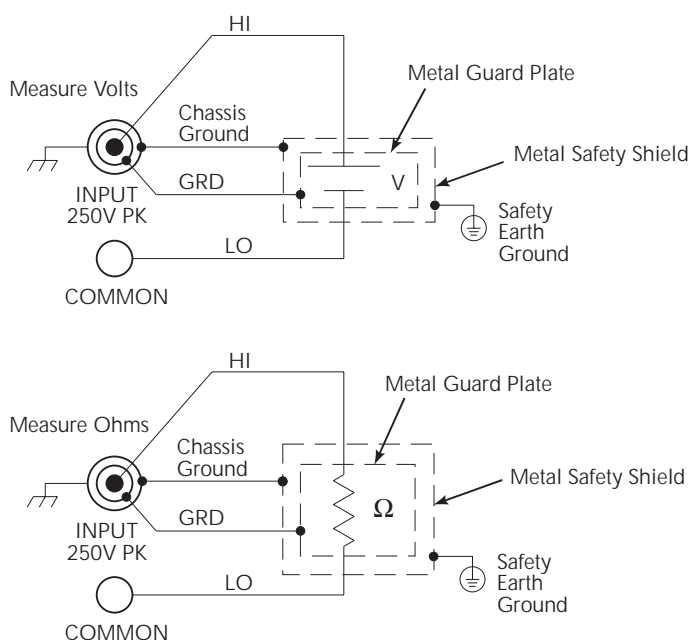 HI
Metal Guard Plate
Measure Volts
Chassis
Ground
Metal Safety Shield
V
GRD
INPUT
250V PK
Safety
Earth
Ground
LO
COMMON
HI
Metal Guard Plate
Measure Ohms
Chassis
Ground
Metal Safety Shield
Ω
GRD
INPUT
250V PK
Safety
Earth
Ground
LO
COMMON